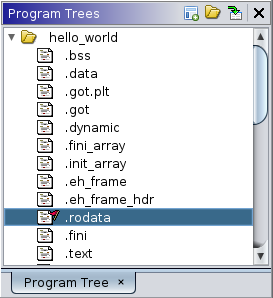 Program Trees
hello_world
.bss
.data
.got.plt
.got
.dynamic
.fini_array
.init_array
.eh_frame
.eh_frame_hdr
.rodata
.fini
.text
Program Tree ×